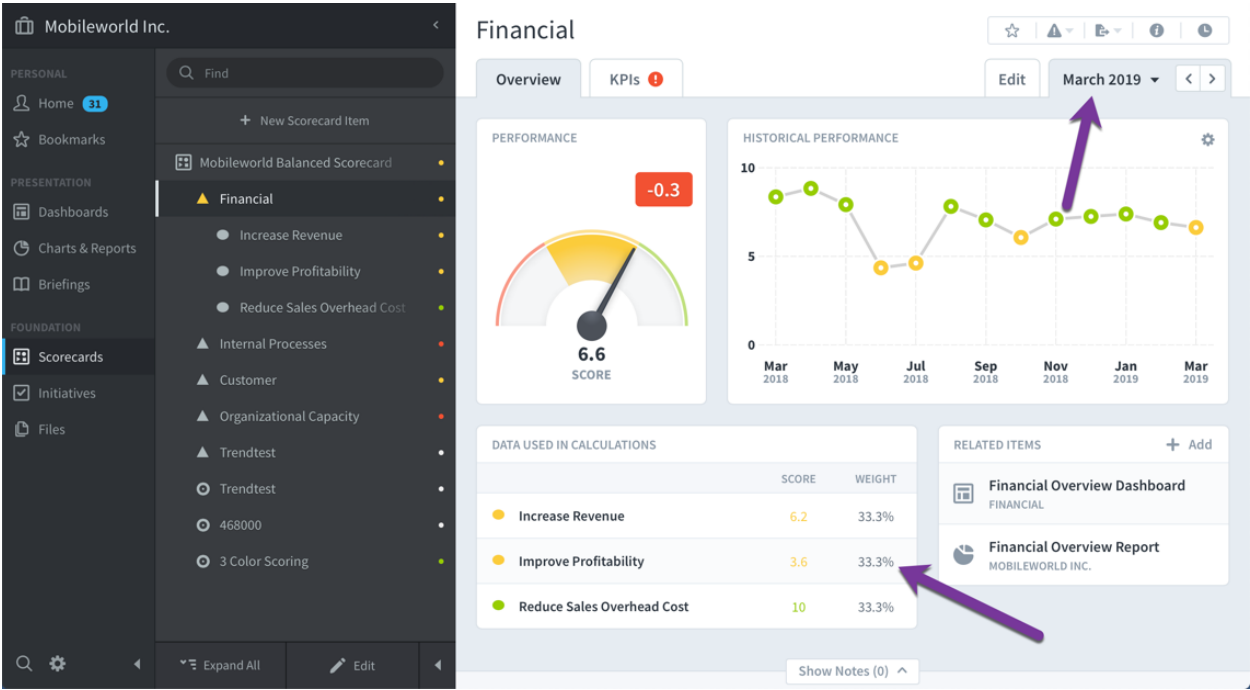 Mobileworld Inc.
PERSONAL
Home 31
Bookmarks
PRESENTATION
Dashboards
Charts & Reports
Briefings
FOUNDATION
Scorecards
Initiatives
Files
Find
+ New Scorecard Item
Mobileworld Balanced Scorecard
Financial
Increase Revenue
Improve Profitability
Reduce Sales Overhead Cost
Internal Processes
Customer
Organizational Capacity
Trendtest
Trendtest
468000
3 Color Scoring
Expand All
Edit
Financial
Overview
KPIs
Edit
March 2019
PERFORMANCE
-0.3
6.6
SCORE
HISTORICAL PERFORMANCE
10
5
0
Mar May Jul Sep Nov Jan Mar
2018 2018 2018 2018 2018 2019 2019
DATA USED IN CALCULATIONS
SCORE WEIGHT
Increase Revenue 6.2 33.3%
Improve Profitability 3.6 33.3%
Reduce Sales Overhead Cost 10 33.3%
RELATED ITEMS + Add
Financial Overview Dashboard
FINANCIAL
Financial Overview Report
MOBILEWORLD INC.
Show Notes (0)